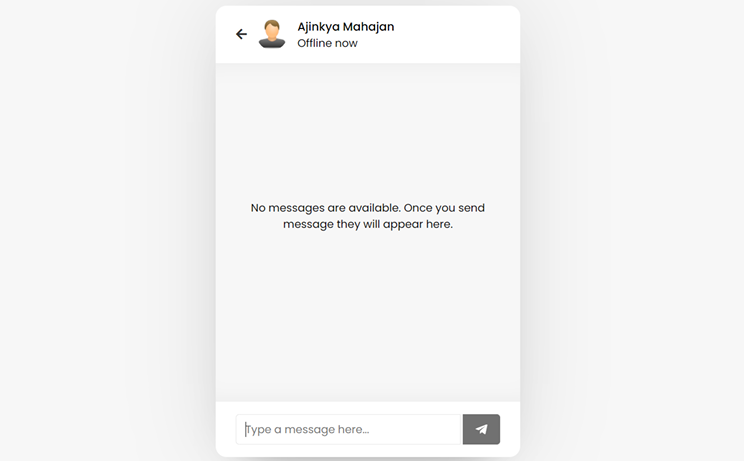 Ajinkya Mahajan
Offline now
No messages are available. Once you send
message they will appear here.
Type a message here...